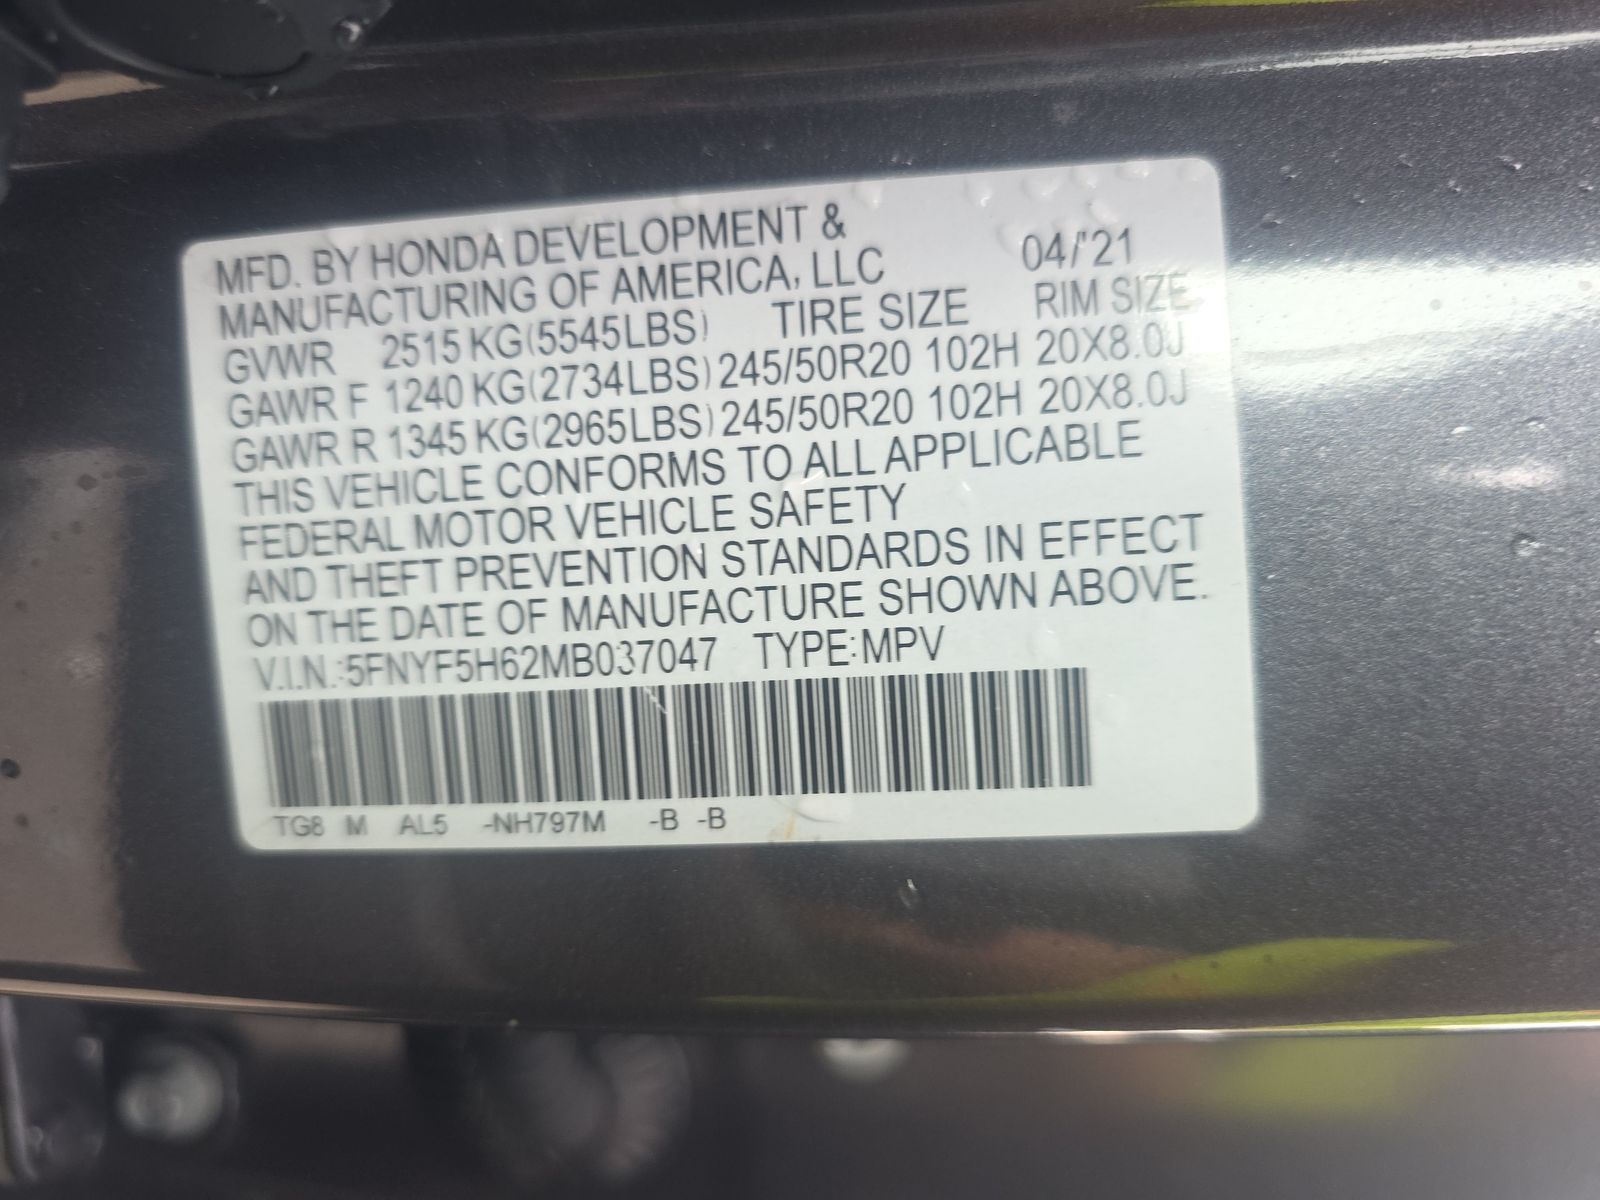 MFD. BY HONDA DEVELOPMENT &
MANUFACTURING OF AMERICA, LLC 04/'21
GVWR 2515 KG(5545LBS) TIRE SIZE RIM SIZE
GAWR F 1240 KG(2734LBS) 245/50R20 102H 20X8.0J
GAWR R 1345 KG(2965LBS) 245/50R20 102H 20X8.0J
THIS VEHICLE CONFORMS TO ALL APPLICABLE
FEDERAL MOTOR VEHICLE SAFETY
AND THEFT PREVENTION STANDARDS IN EFFECT
ON THE DATE OF MANUFACTURE SHOWN ABOVE.
V.I.N.:5FNYF5H62MB037047 TYPE:MPV
TG8 M AL5 -NH797M -B -B